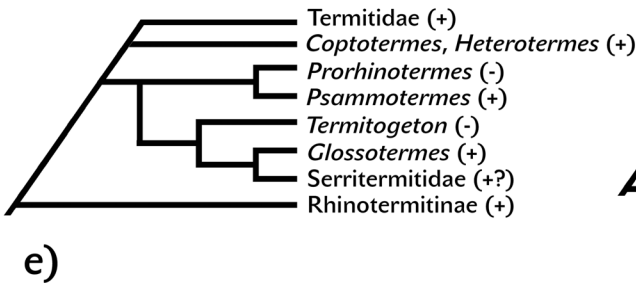 Termitidae (+)
Coptotermes, Heterotermes (+)
Prorhinotermes (-)
Psammotermes (+)
Termitogeton (-)
Glossotermes (+)
Serritermitidae (+?)
Rhinotermitinae (+)
e)